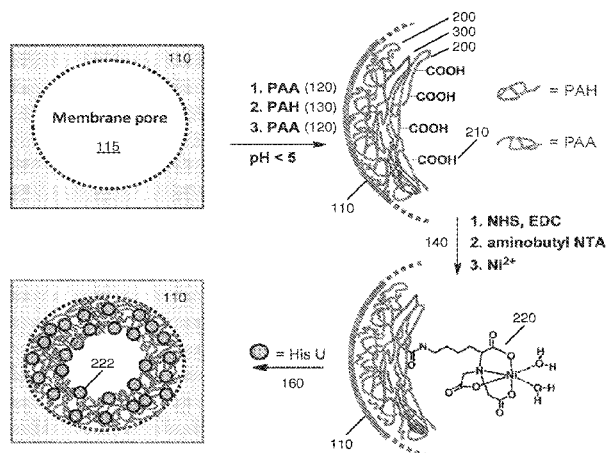 110
Membrane pore
115
1. PAA (120)
2. PAH (130)
3. PAA (120)
pH < 5
200
300
200
COOH
COOH
COOH
COOH
210
110
= PAH
= PAA
140
1. NHS, EDC
2. aminobutyl NTA
3. Ni2+
220
110
222
= His U
160
H
N
O
O
O
O
N
Ni
O
O
O
O
H
H
H
H
110